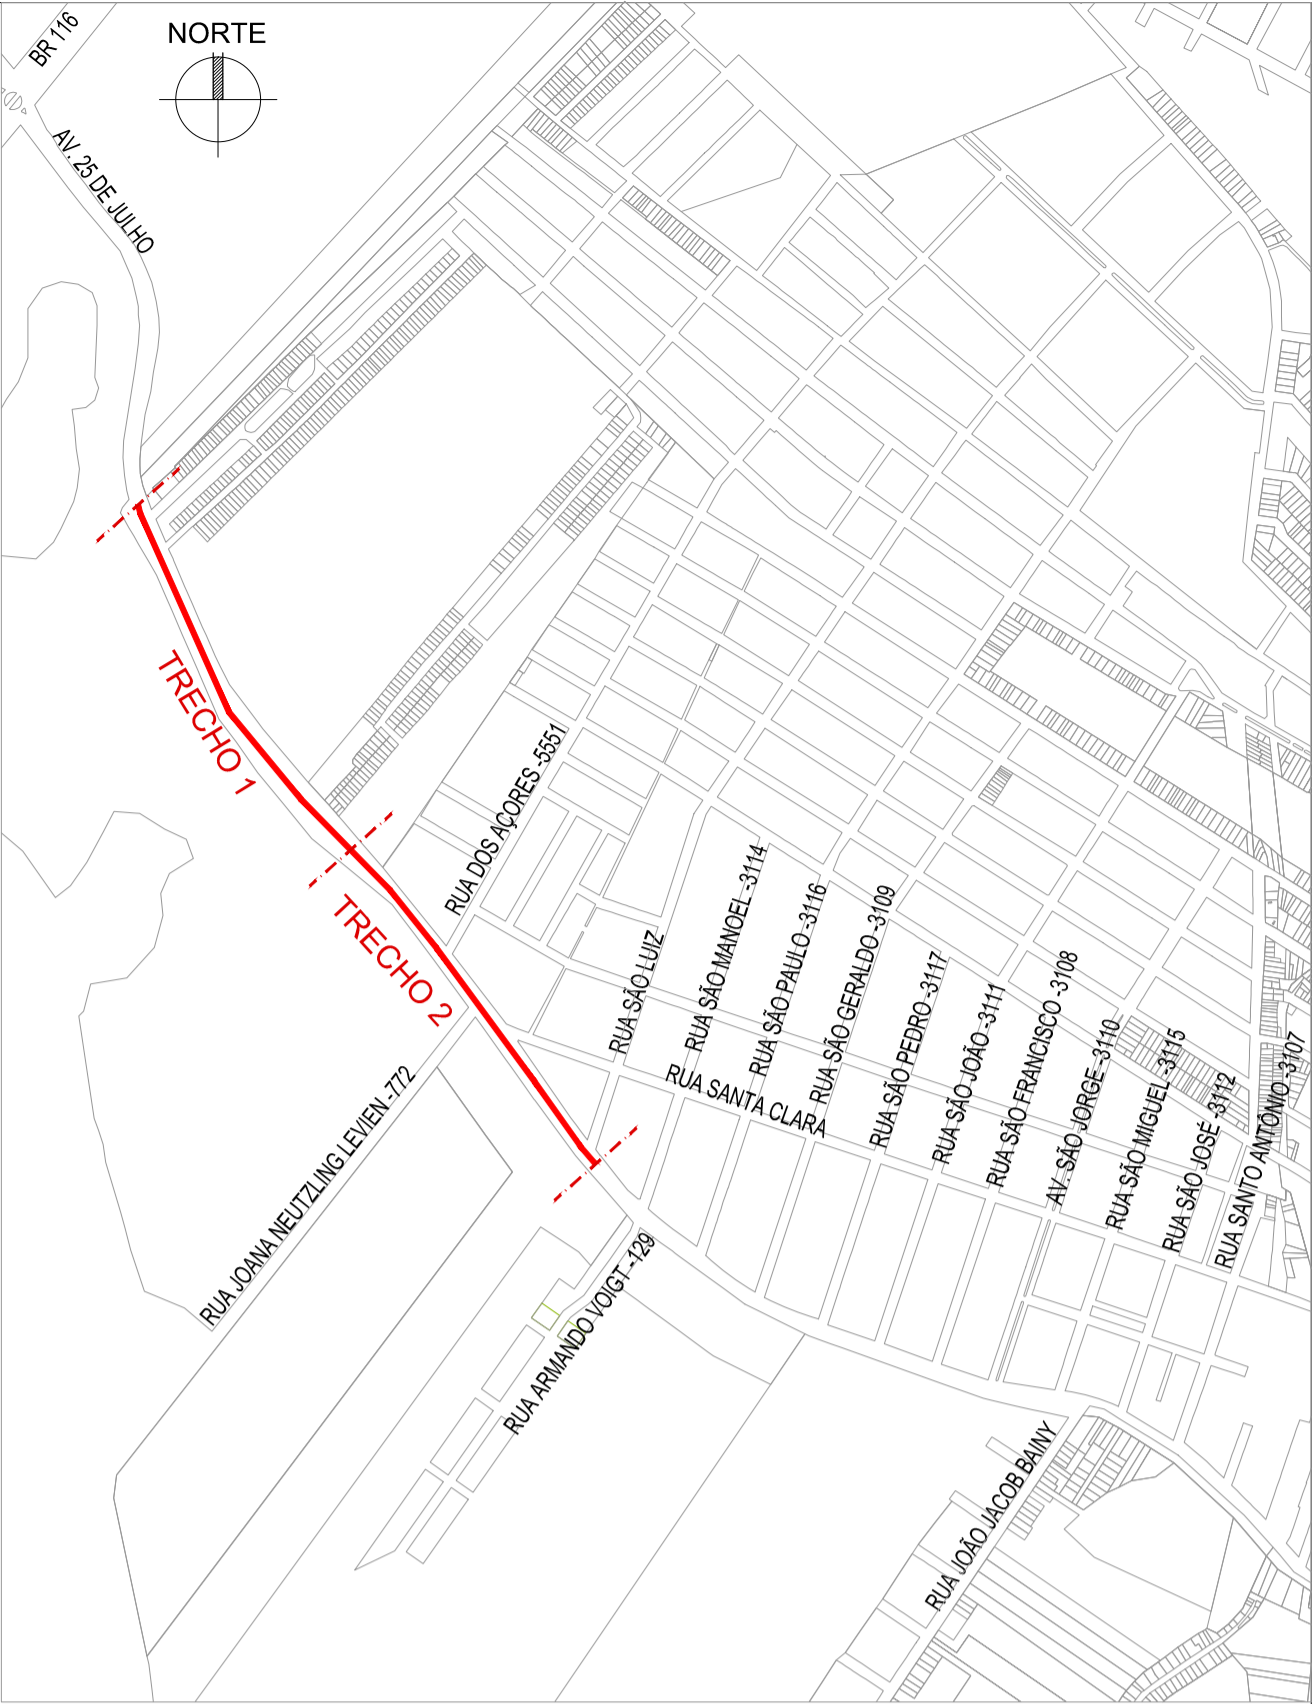 BR 116
NORTE
AV. 25 DE JULHO
TRECHO 1
TRECHO 2
RUA DOS AÇORES -5551
RUA SÃO LUIZ
RUA SÃO MANOEL -3114
RUA SÃO PAULO -3116
RUA SÃO GERALDO -3109
RUA SÃO PEDRO -3117
RUA SÃO JOÃO -3111
RUA SÃO FRANCISCO -3108
AV. SÃO JORGE -3110
RUA SÃO MIGUEL -3115
RUA SÃO JOSÉ -3112
RUA SANTO ANTÔNIO -3107
RUA SANTA CLARA
RUA JOANA NEUTZLING LEVIEN -772
RUA ARMANDO VOIGT -129
RUA JOÃO JACOB BAINY